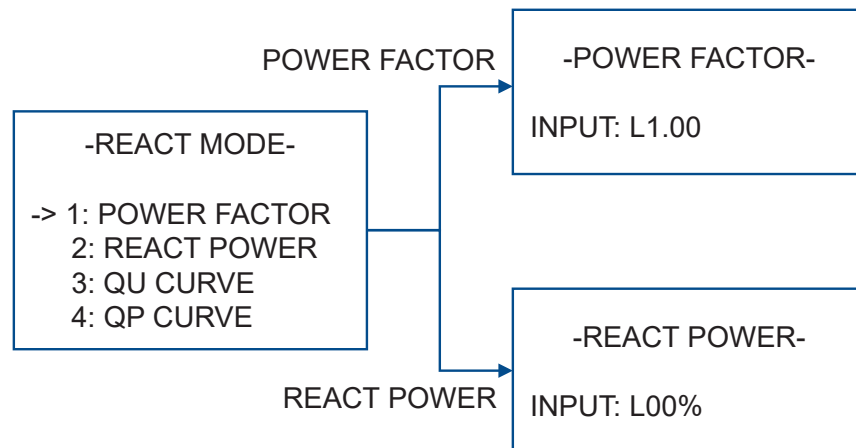 -REACT MODE-
-> 1: POWER FACTOR
2: REACT POWER
3: QU CURVE
4: QP CURVE
POWER FACTOR
-POWER FACTOR-
INPUT: L1.00
REACT POWER
-REACT POWER-
INPUT: L00%